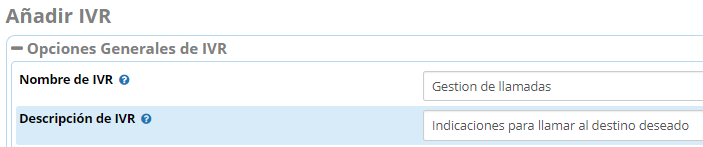 Añadir IVR
Opciones Generales de IVR
Nombre de IVR
Gestion de llamadas
Descripción de IVR
Indicaciones para llamar al destino deseado